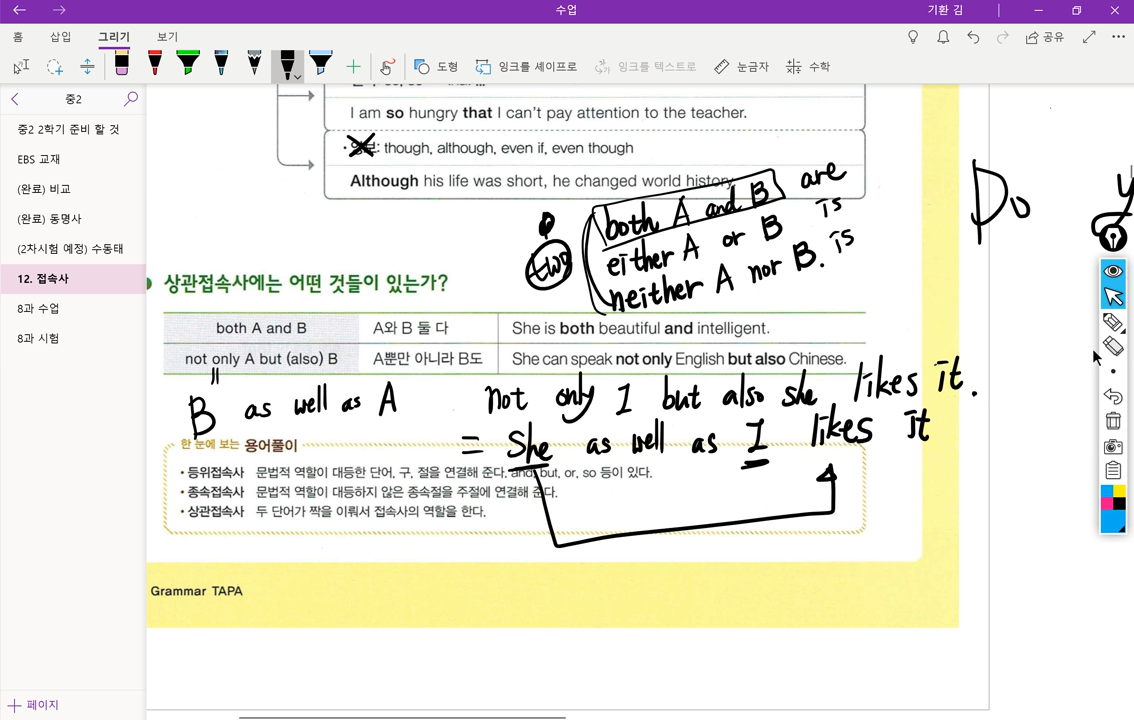 수업
기환 김
홈 삽입 그리기 보기
공유
도형 잉크를 셰이프로 잉크를 텍스트로 눈금자 수학
중2
중2 2학기 준비 할 것
EBS 교재
(완료) 비교
(완료) 동명사
(2차시험 예정) 수동태
12. 접속사
8과 수업
8과 시험
페이지
I am so hungry that I can't pay attention to the teacher.
though, although, even if, even though
Although his life was short, he changed world history.
both A and B are
either A or B is
neither A nor B. is
two
Do y
상관접속사에는 어떤 것들이 있는가?
both A and B A와 B 둘 다 She is both beautiful and intelligent.
not only A but (also) B A뿐만 아니라 B도 She can speak not only English but also Chinese.
= B as well as A
not only I but also she likes it.
= She as well as I likes it
한 눈에 보는 용어풀이
• 등위접속사 문법적 역할이 대등한 단어, 구, 절을 연결해 준다. and, but, or, so 등이 있다.
• 종속접속사 문법적 역할이 대등하지 않은 종속절을 주절에 연결해 준다.
• 상관접속사 두 단어가 짝을 이뤄서 접속사의 역할을 한다.
Grammar TAPA